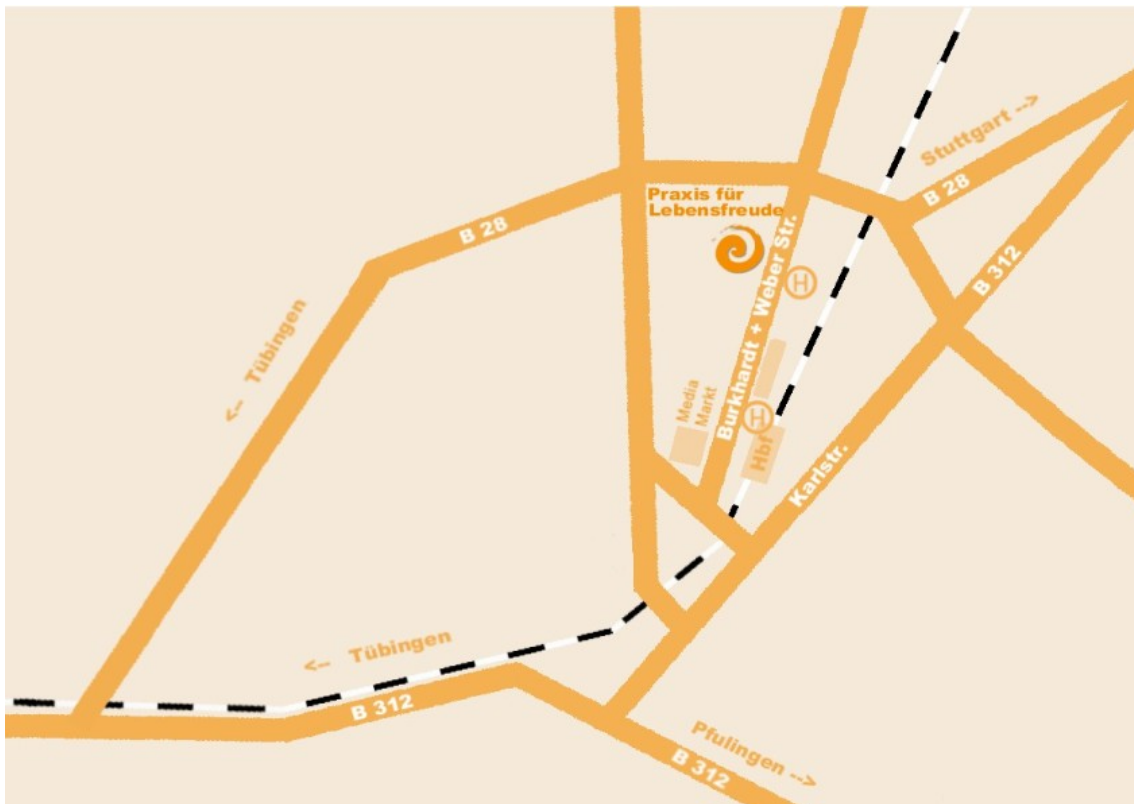 Stuttgart -->
B 28
Praxis für
Lebensfreude
B 28
Burkhardt + Weber Str.
H
B 312
<-- Tübingen
Media
Markt
H
Hbf
Karlstr.
<-- Tübingen
B 312
Pfulingen -->
B 312